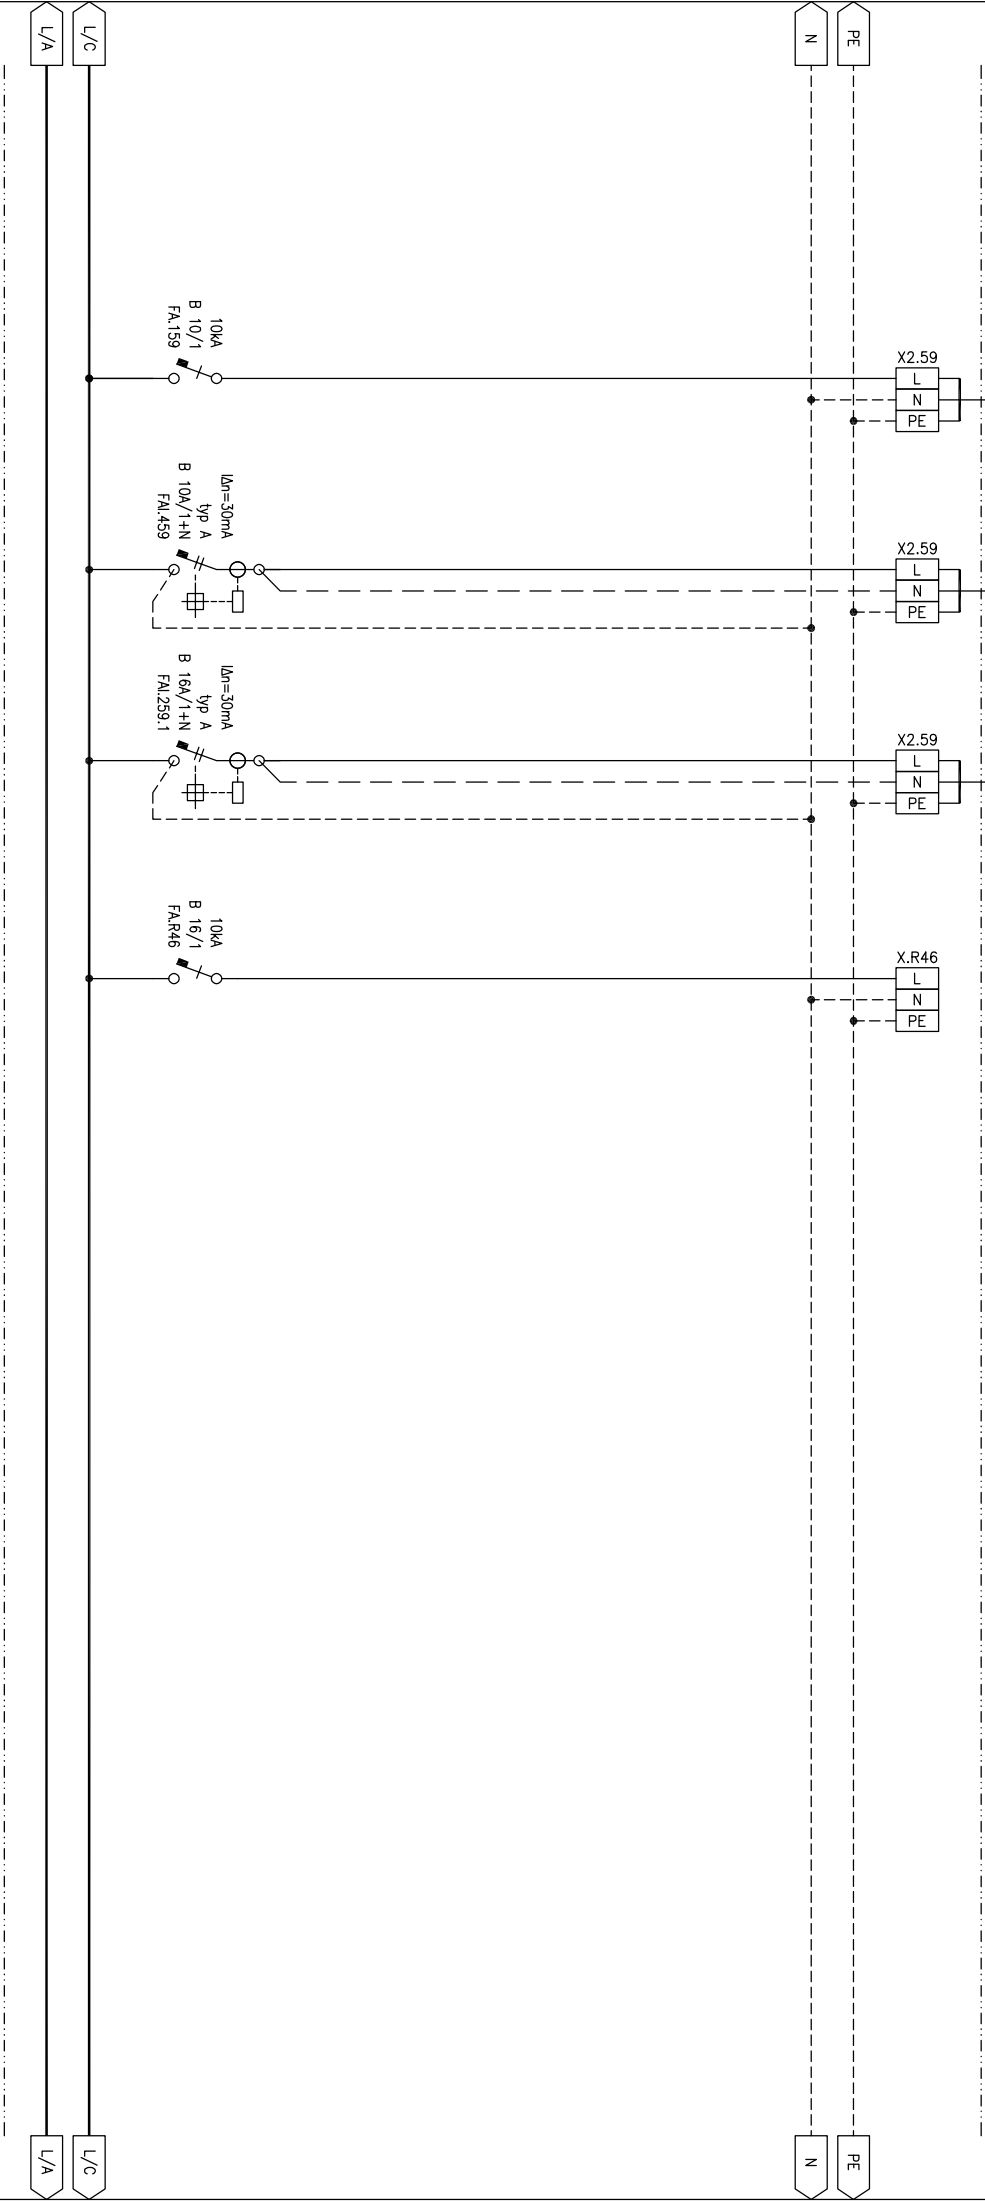 L/A
L/C
N
PE
10kA
B 10/1
FA.159
X2.59
L
N
PE
IΔn=30mA
typ A
B 10A/1+N
FAI.459
X2.59
L
N
PE
IΔn=30mA
typ A
B 16A/1+N
FAI.259.1
X2.59
L
N
PE
10kA
B 16/1
FA.R46
X.R46
L
N
PE
L/A
L/C
N
PE